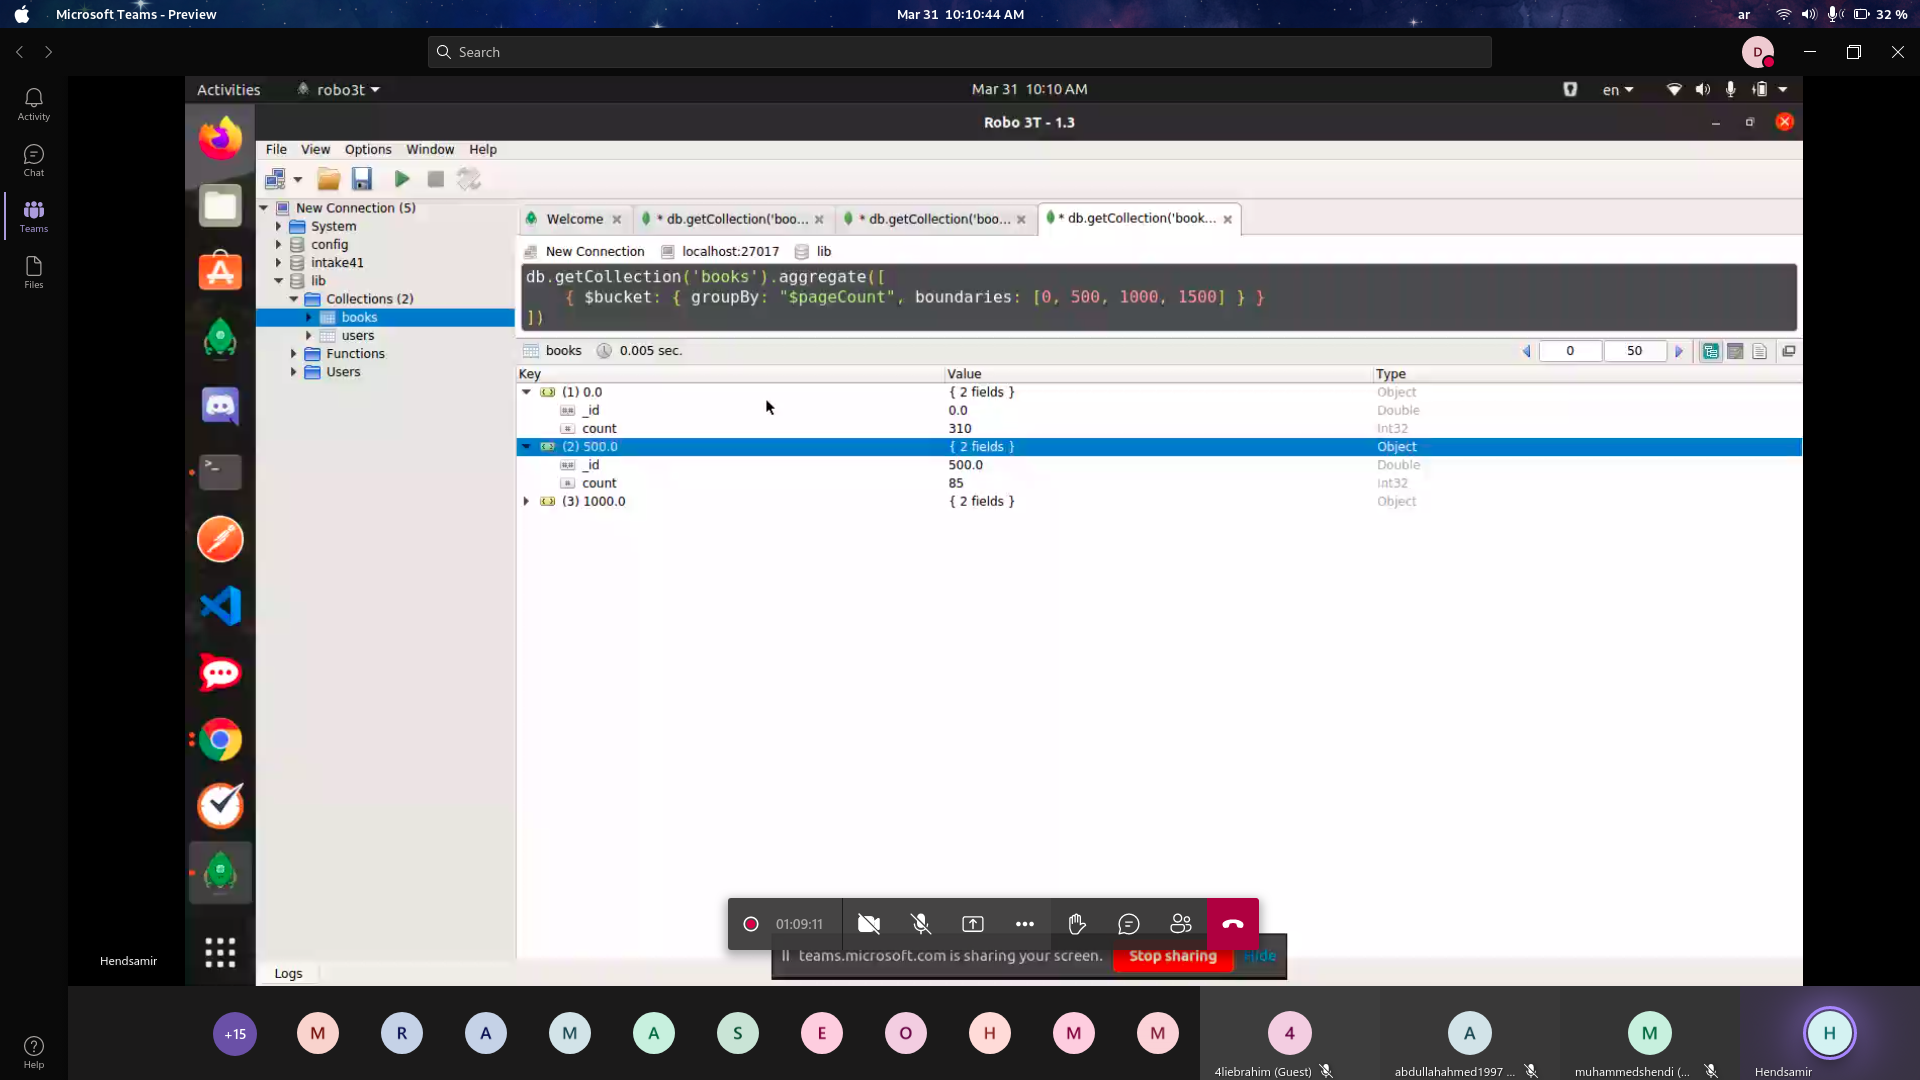 Microsoft Teams - Preview
Mar 31 10:10:44 AM
ar
32 %
Search
D
Activity
Chat
Teams
Files
Help
Activities
robo3t
Mar 31 10:10 AM
en
Robo 3T - 1.3
File View Options Window Help
New Connection (5)
System
config
intake41
lib
Collections (2)
books
users
Functions
Users
Welcome
* db.getCollection('boo...
* db.getCollection('boo...
* db.getCollection('book...
New Connection localhost:27017 lib
db.getCollection('books').aggregate([
{ $bucket: { groupBy: "$pageCount", boundaries: [0, 500, 1000, 1500] } }
])
books 0.005 sec.
0 50
Key Value Type
(1) 0.0 { 2 fields } Object
_id 0.0 Double
count 310 Int32
(2) 500.0 { 2 fields } Object
_id 500.0 Double
count 85 Int32
(3) 1000.0 { 2 fields } Object
01:09:11
teams.microsoft.com is sharing your screen. Stop sharing Hide
Logs
Hendsamir
+15 M R A M A S E O H M M 4 A M H
4liebrahim (Guest) abdullahahmed1997 ... muhammedshendi (... Hendsamir